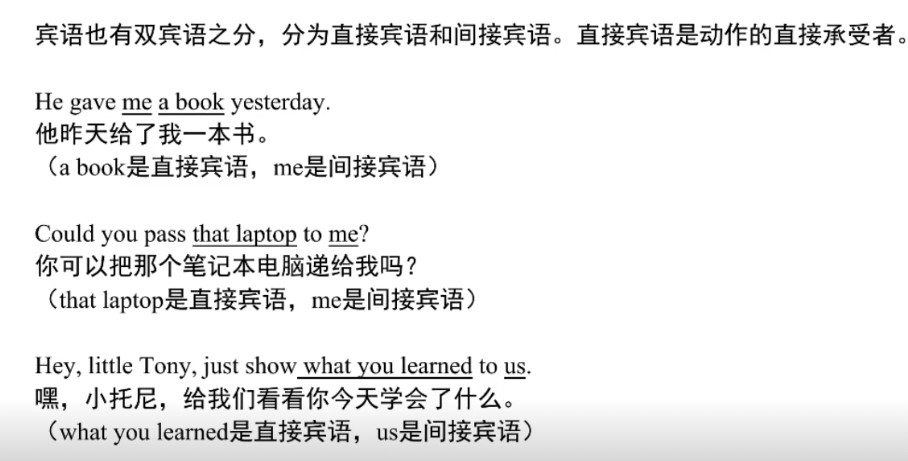 宾语也有双宾语之分，分为直接宾语和间接宾语。直接宾语是动作的直接承受者。
He gave me a book yesterday.
他昨天给了我一本书。
（a book是直接宾语，me是间接宾语）
Could you pass that laptop to me?
你可以把那个笔记本电脑递给我吗？
（that laptop是直接宾语，me是间接宾语）
Hey, little Tony, just show what you learned to us.
嘿，小托尼，给我们看看你今天学会了什么。
（what you learned是直接宾语，us是间接宾语）